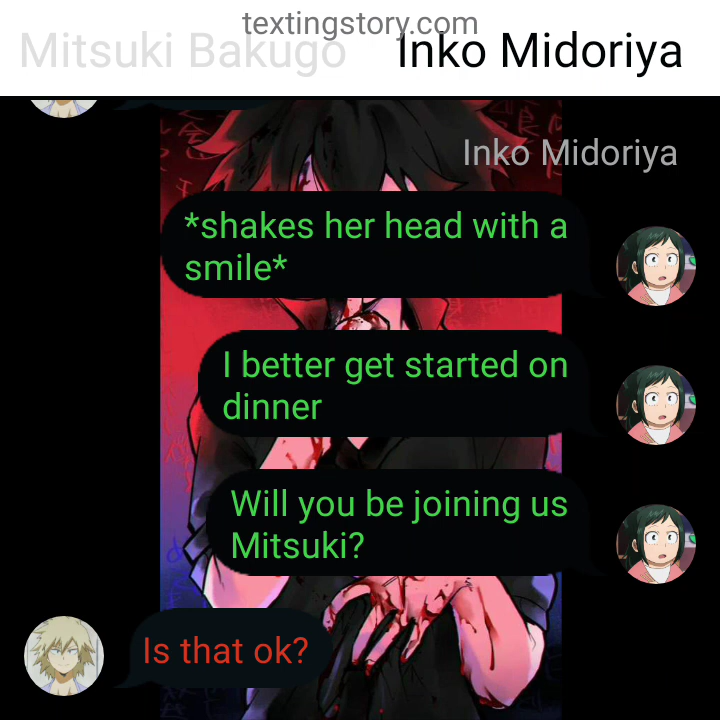 textingstory.com
Mitsuki Bakugo Inko Midoriya
Inko Midoriya
*shakes her head with a
smile*
I better get started on
dinner
Will you be joining us
Mitsuki?
Is that ok?